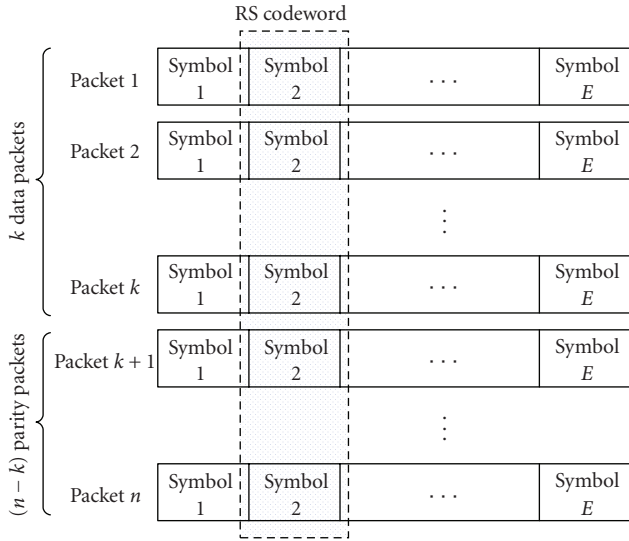 RS codeword
Packet 1
Symbol 1
Symbol 2
· · ·
Symbol E
Packet 2
Symbol 1
Symbol 2
· · ·
Symbol E
k data packets
⋮
Packet k
Symbol 1
Symbol 2
· · ·
Symbol E
Packet k + 1
Symbol 1
Symbol 2
· · ·
Symbol E
(n − k) parity packets
⋮
Packet n
Symbol 1
Symbol 2
· · ·
Symbol E